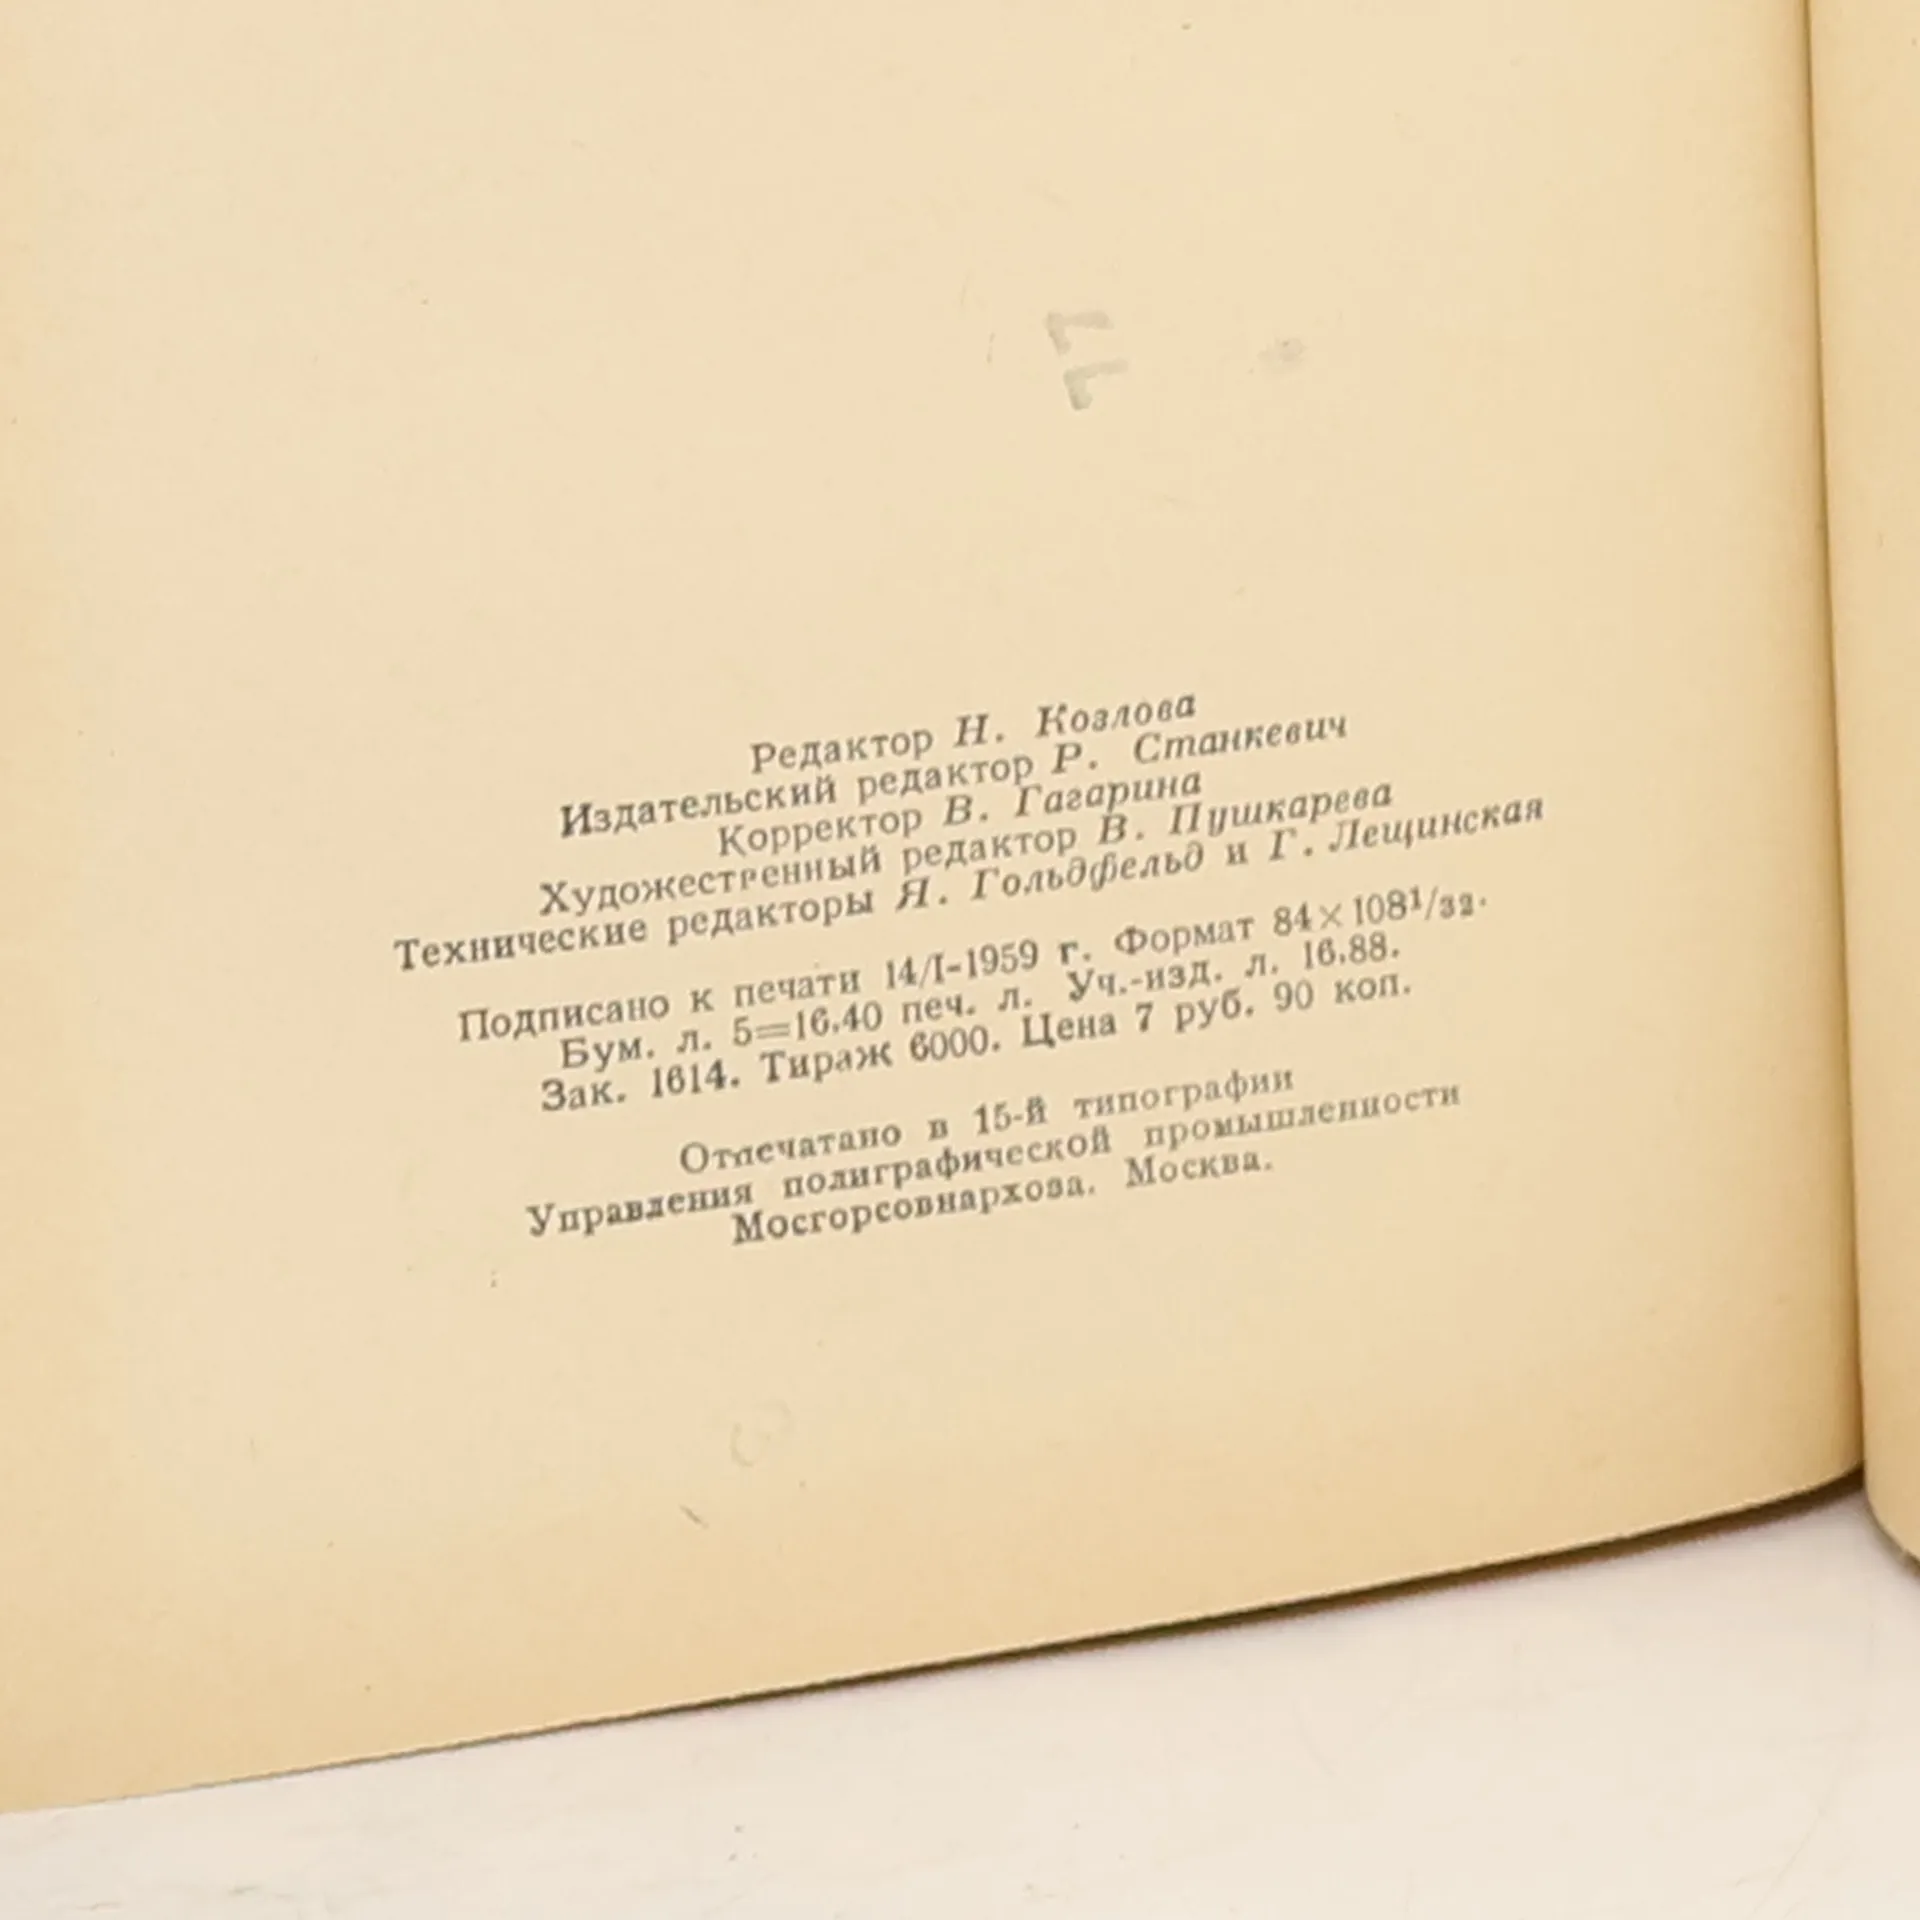 Редактор Н. Козлова
Издательский редактор Р. Станкевич
Корректор В. Гагарина
Художественный редактор В. Пушкарева
Технические редакторы Я. Гольдфельд и Г. Лещинская
Подписано к печати 14/I-1959 г. Формат 84×108¹/₃₂.
Бум. л. 5=16.40 печ. л. Уч.-изд. л. 16.88.
Зак. 1614. Тираж 6000. Цена 7 руб. 90 коп.
Отпечатано в 15-й типографии
Управления полиграфической промышленности
Мосгорсовнархоза. Москва.